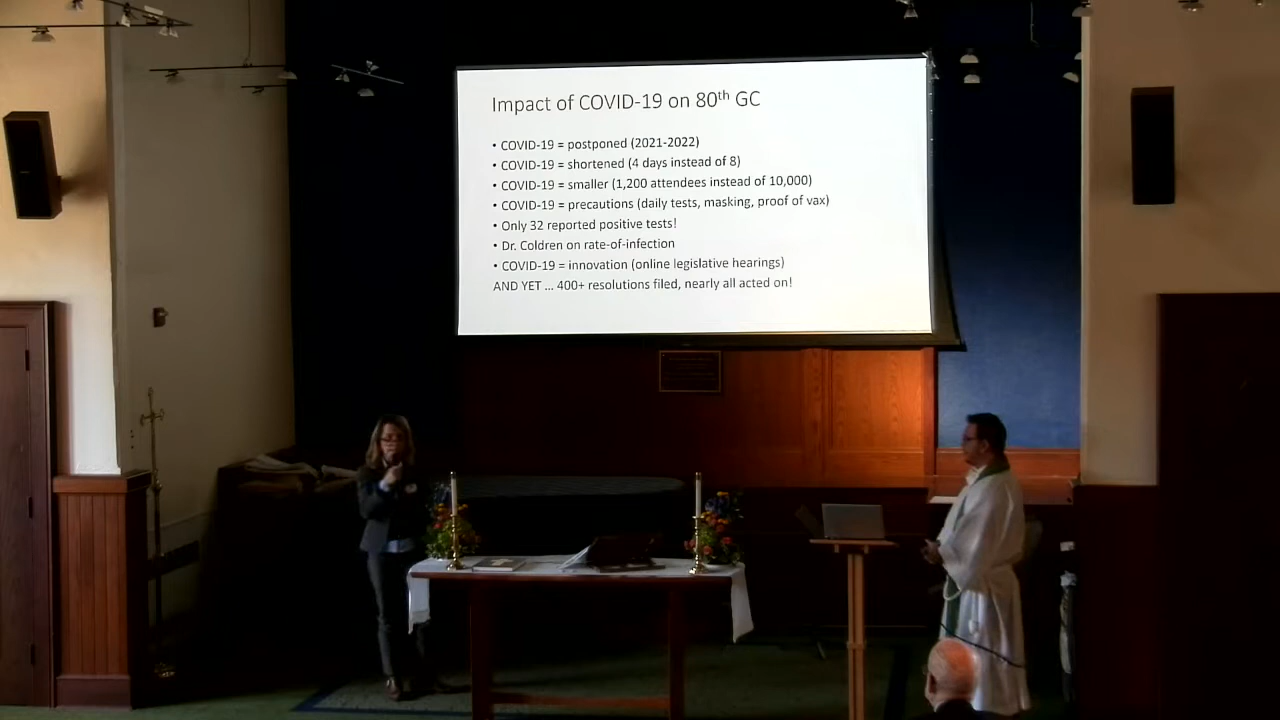 Impact of COVID-19 on 80th GC
• COVID-19 = postponed (2021-2022)
• COVID-19 = shortened (4 days instead of 8)
• COVID-19 = smaller (1,200 attendees instead of 10,000)
• COVID-19 = precautions (daily tests, masking, proof of vax)
• Only 32 reported positive tests!
• Dr. Coldren on rate-of-infection
• COVID-19 = innovation (online legislative hearings)
AND YET ... 400+ resolutions filed, nearly all acted on!